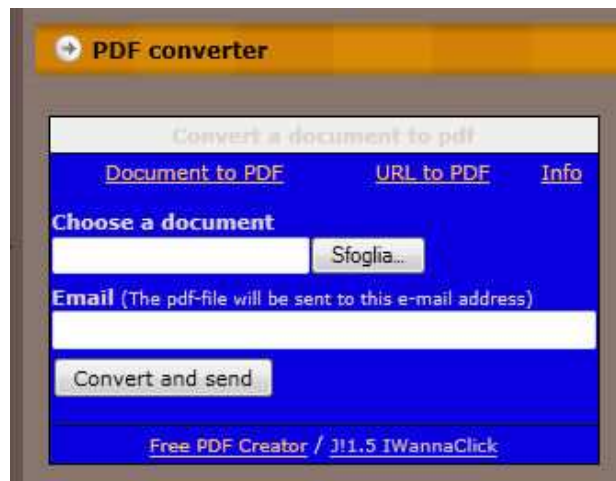 PDF converter
Convert a document to pdf
Document to PDF URL to PDF Info
Choose a document
Sfoglia...
Email (The pdf-file will be sent to this e-mail address)
Convert and send
Free PDF Creator / J!1.5 IWannaClick